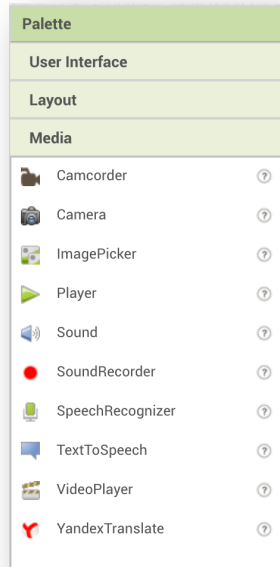 Palette
User Interface
Layout
Media
Camcorder ?
Camera ?
ImagePicker ?
Player ?
Sound ?
SoundRecorder ?
SpeechRecognizer ?
TextToSpeech ?
VideoPlayer ?
YandexTranslate ?